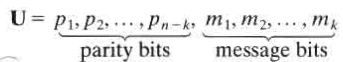 U = p₁, p₂, ..., pₙ₋ₖ, m₁, m₂, ..., mₖ
parity bits message bits